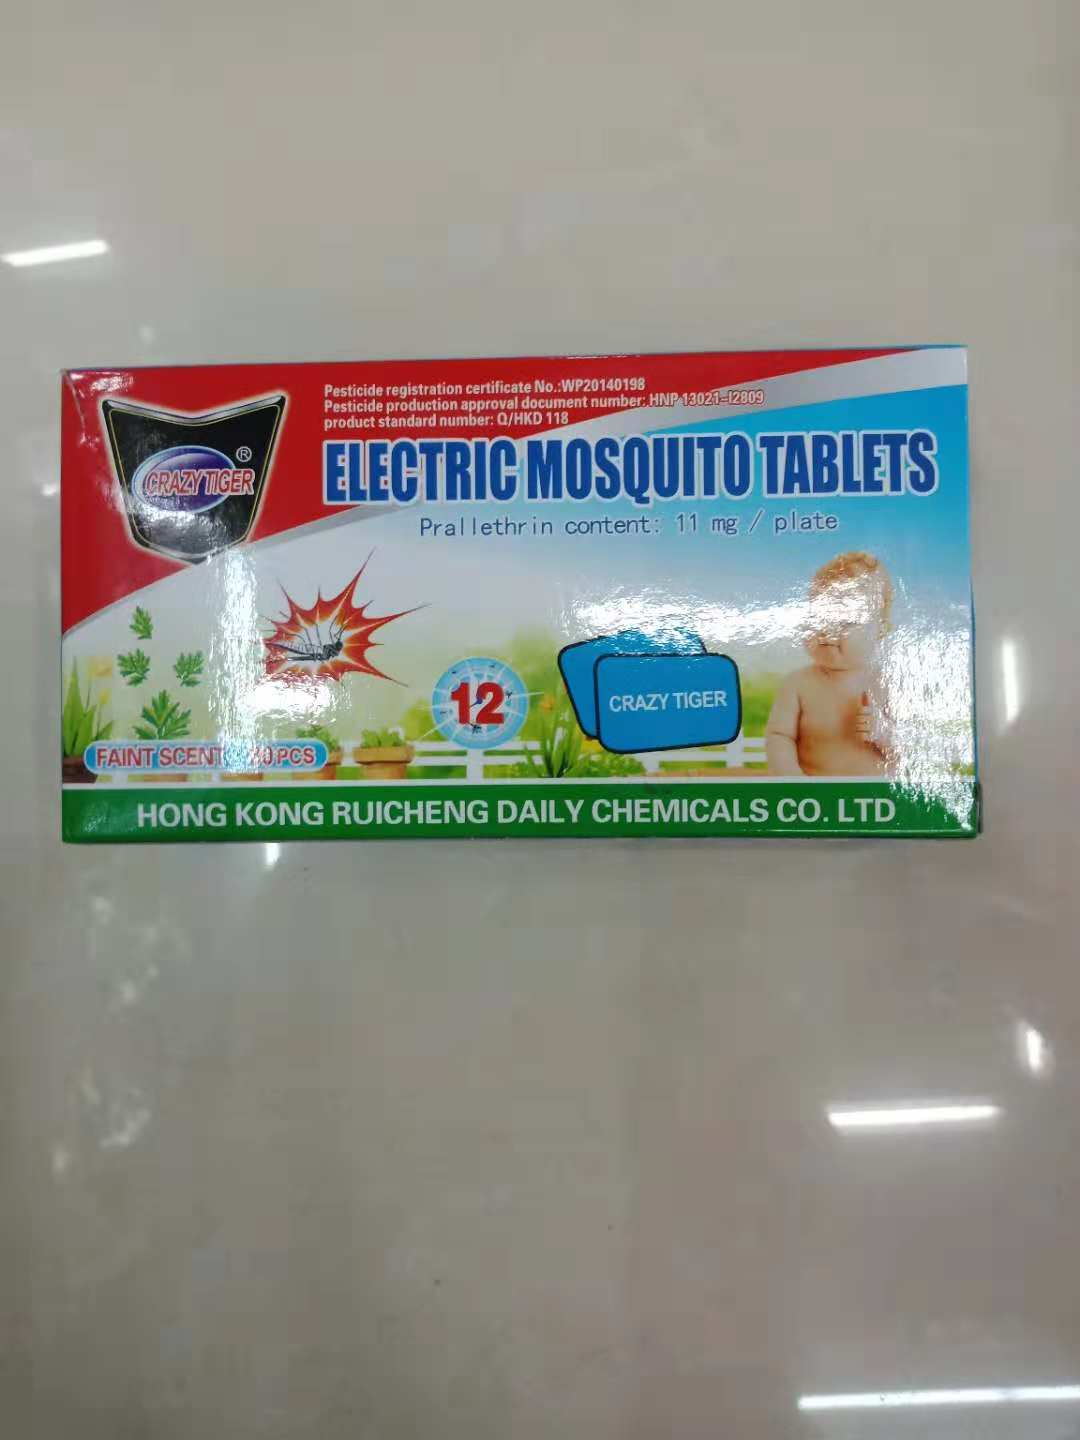 Pesticide registration certificate No.:WP20140198
Pesticide production approval document number: HNP 13021-I2809
product standard number: Q/HKD 118
CRAZY TIGER ®
ELECTRIC MOSQUITO TABLETS
Prallethrin content: 11 mg / plate
12
CRAZY TIGER
FAINT SCENT PCS
HONG KONG RUICHENG DAILY CHEMICALS CO. LTD